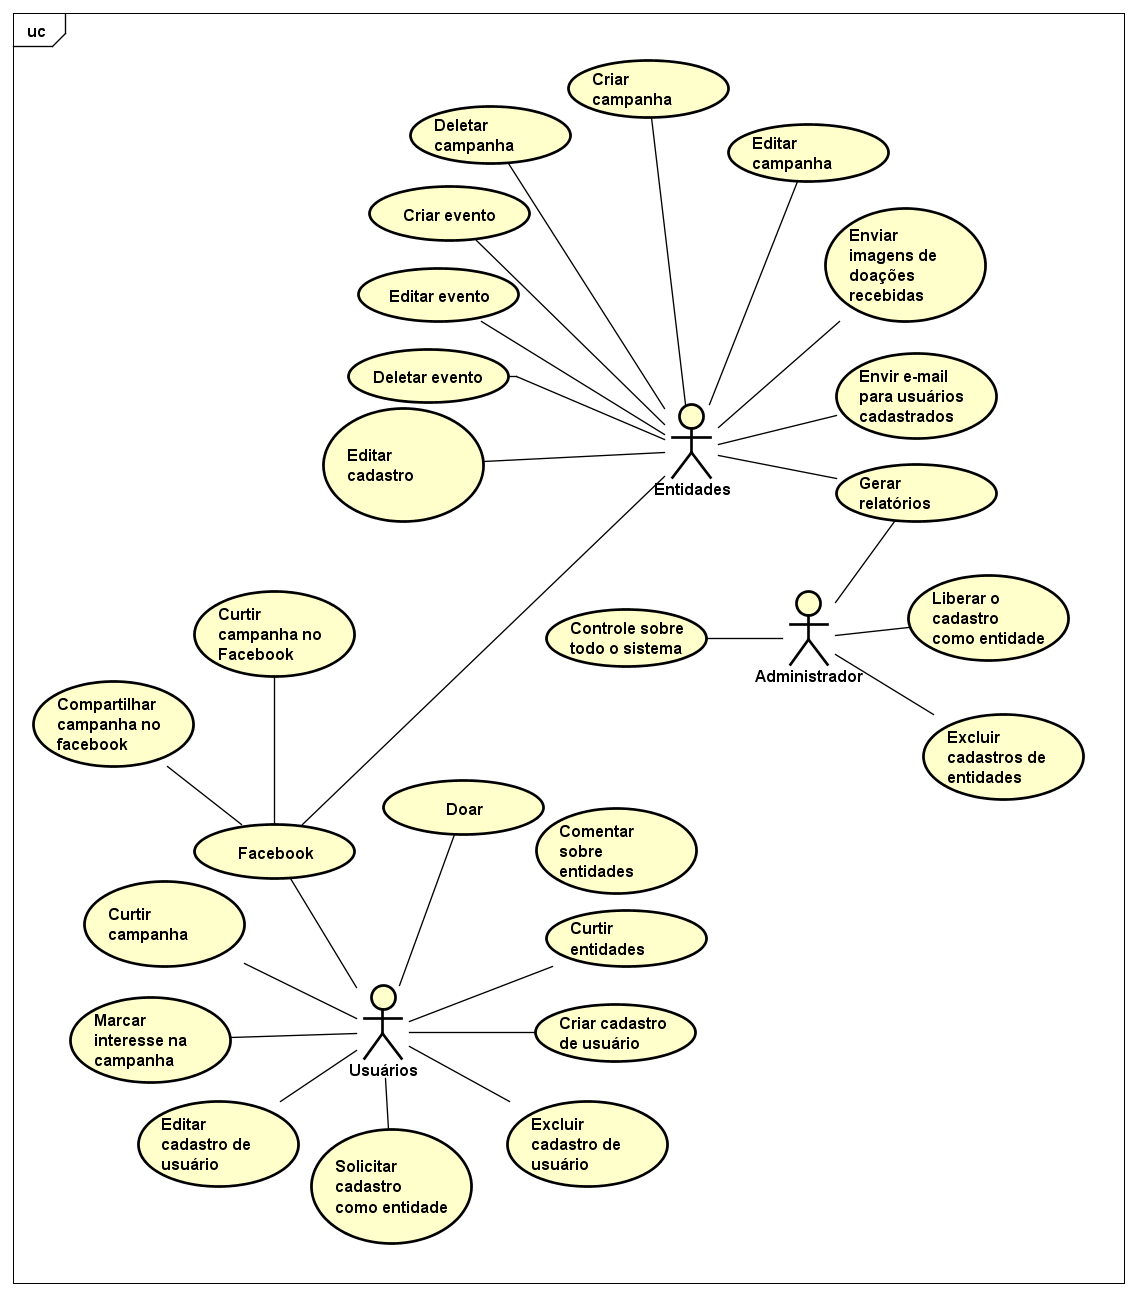 uc
Criar
campanha
Deletar
campanha
Editar
campanha
Criar evento
Enviar
imagens de
doações
recebidas
Editar evento
Deletar evento
Envir e-mail
para usuários
cadastrados
Editar
cadastro
Entidades
Gerar
relatórios
Curtir
campanha no
Facebook
Controle sobre
todo o sistema
Liberar o
cadastro
como entidade
Administrador
Compartilhar
campanha no
facebook
Excluir
cadastros de
entidades
Doar
Facebook
Comentar
sobre
entidades
Curtir
campanha
Curtir
entidades
Marcar
interesse na
campanha
Criar cadastro
de usuário
Usuários
Editar
cadastro de
usuário
Excluir
cadastro de
usuário
Solicitar
cadastro
como entidade